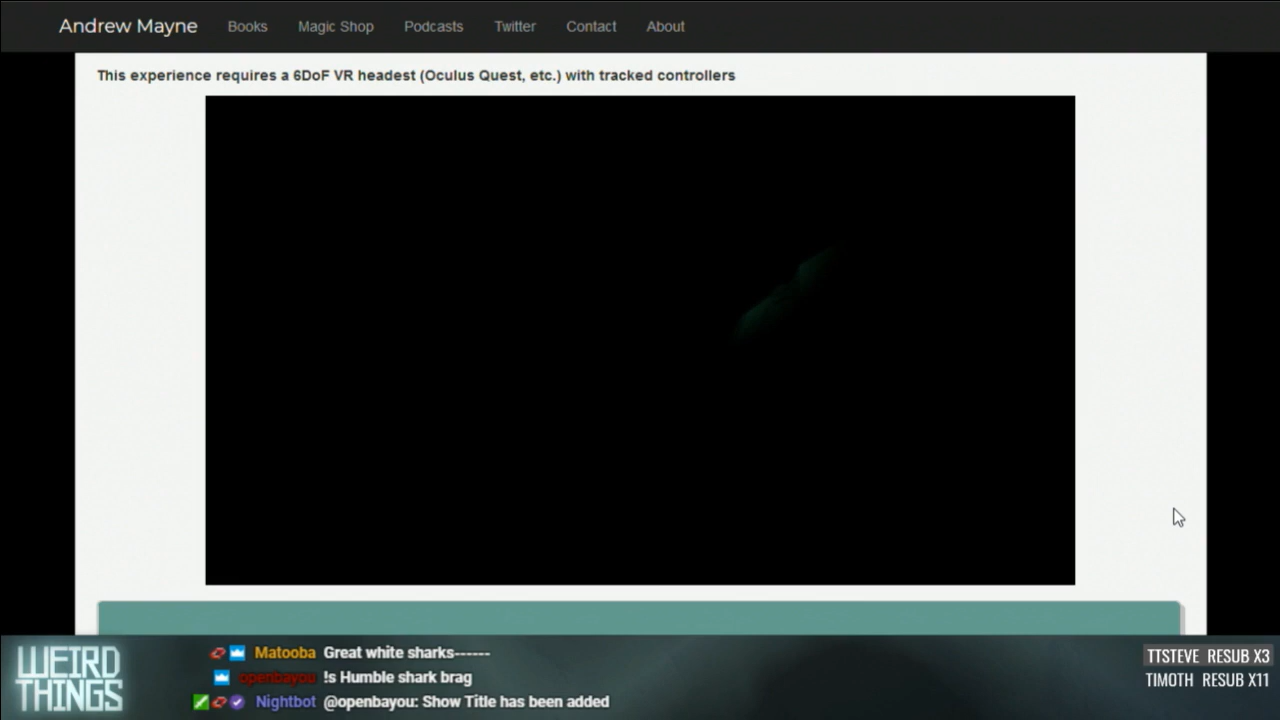 Andrew Mayne Books Magic Shop Podcasts Twitter Contact About
This experience requires a 6DoF VR headest (Oculus Quest, etc.) with tracked controllers
WEIRD
THINGS
Matooba Great white sharks------
openbayou !s Humble shark brag
Nightbot @openbayou: Show Title has been added
TTSTEVE RESUB X3
TIMOTH RESUB X11